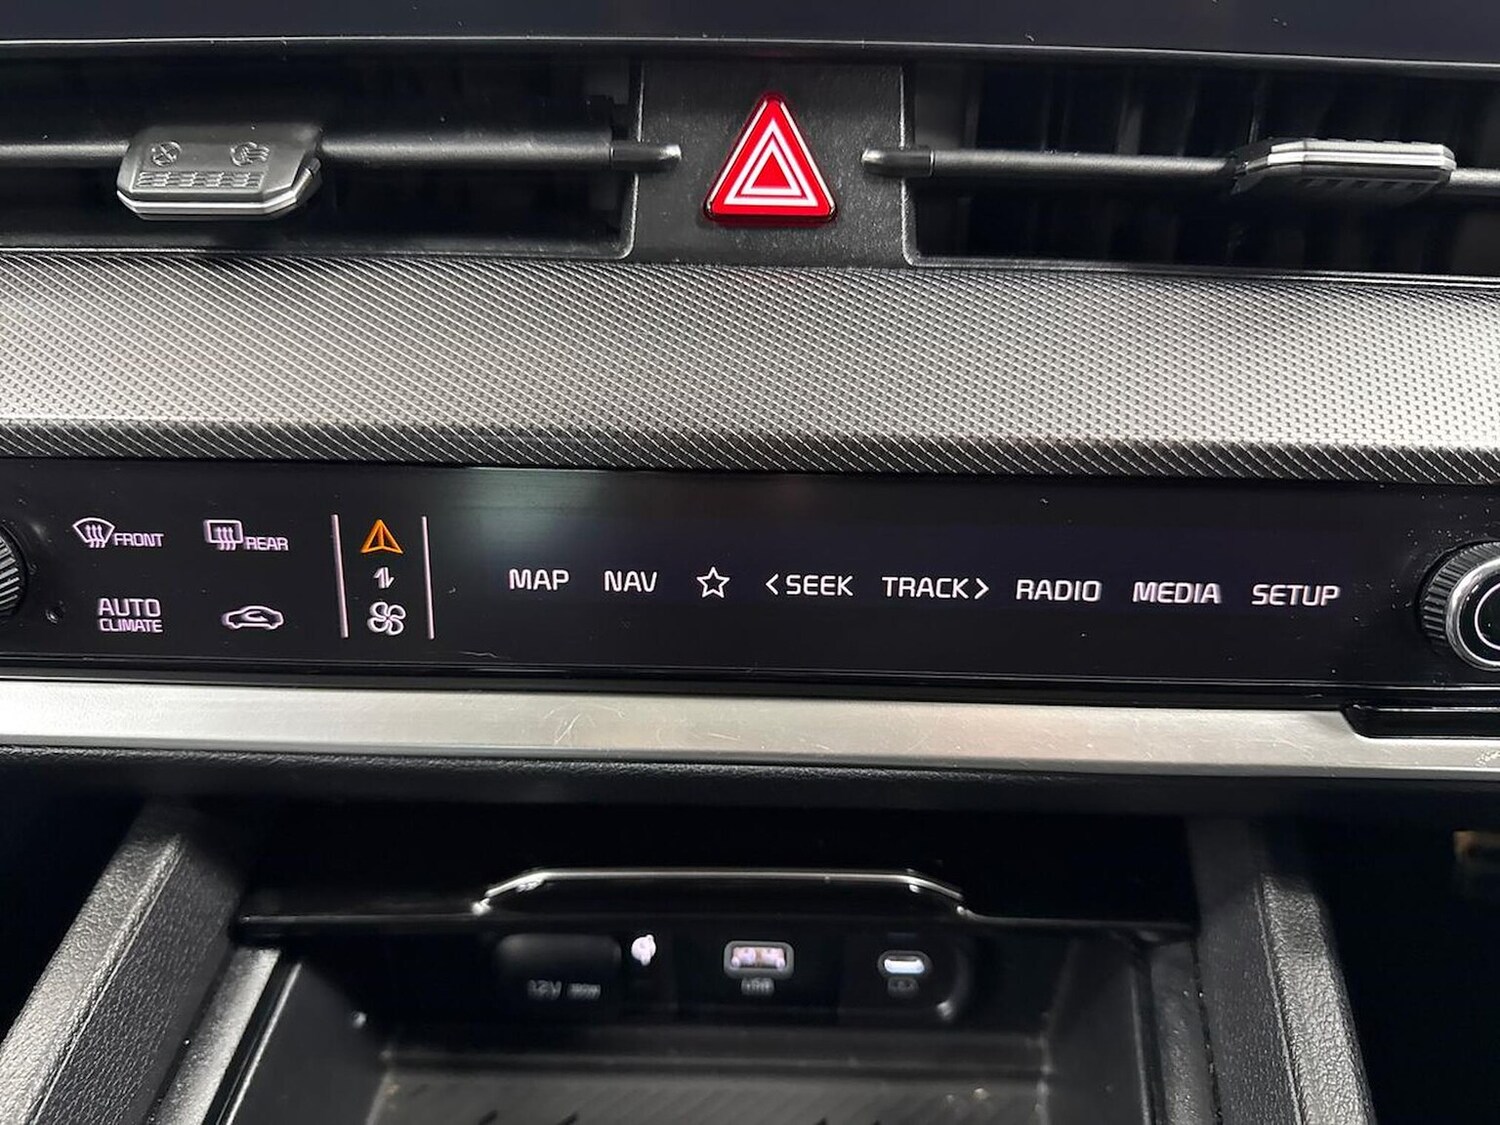 FRONT REAR
AUTO
CLIMATE
MAP NAV <SEEK TRACK> RADIO MEDIA SETUP
12V
USB